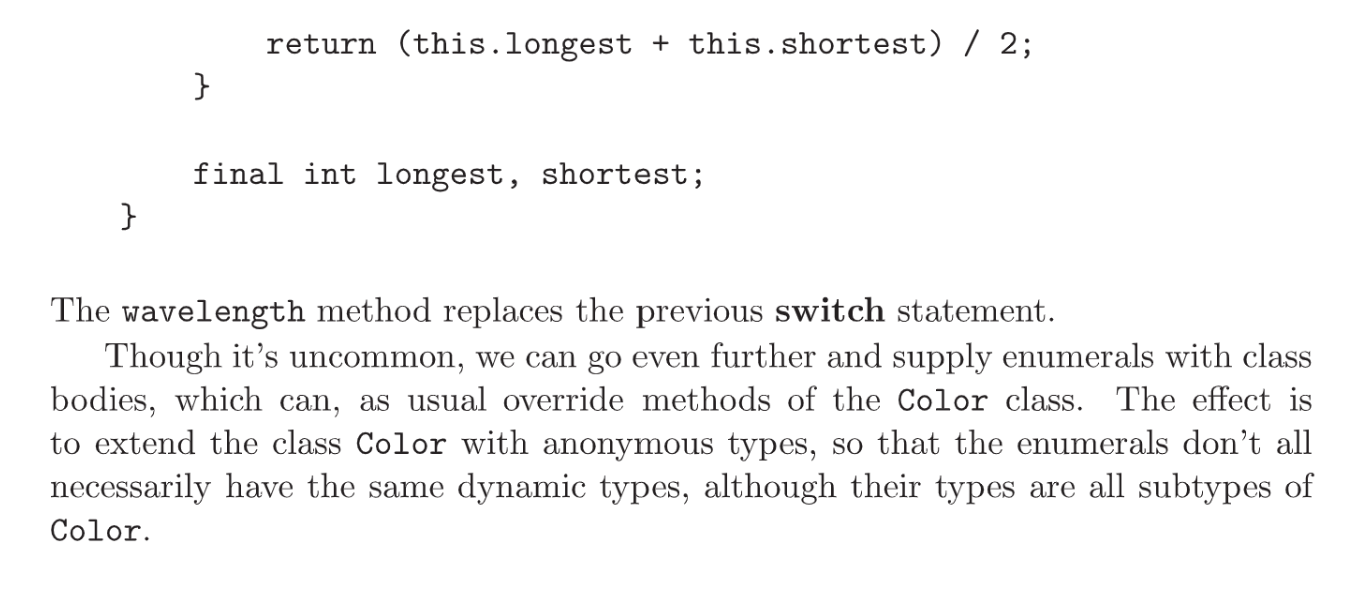 return (this.longest + this.shortest) / 2;
}
final int longest, shortest;
}
The wavelength method replaces the previous switch statement.
Though it's uncommon, we can go even further and supply enumerals with class
bodies, which can, as usual override methods of the Color class. The effect is
to extend the class Color with anonymous types, so that the enumerals don't all
necessarily have the same dynamic types, although their types are all subtypes of
Color.